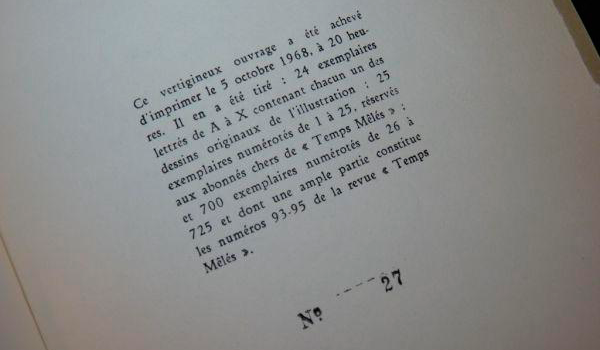 Ce vertigineux ouvrage a été achevé
d'imprimer le 5 octobre 1968, à 20 heu-
res. Il en a été tiré : 24 exemplaires
lettrés de A à X contenant chacun un des
dessins originaux de l'illustration ; 25
exemplaires numérotés de 1 à 25, réservés
aux abonnés chers de « Temps Mêlés » ;
et 700 exemplaires numérotés de 26 à
725 et dont une ample partie constitue
les numéros 93-95 de la revue « Temps
Mêlés ».
Nº ----- 27